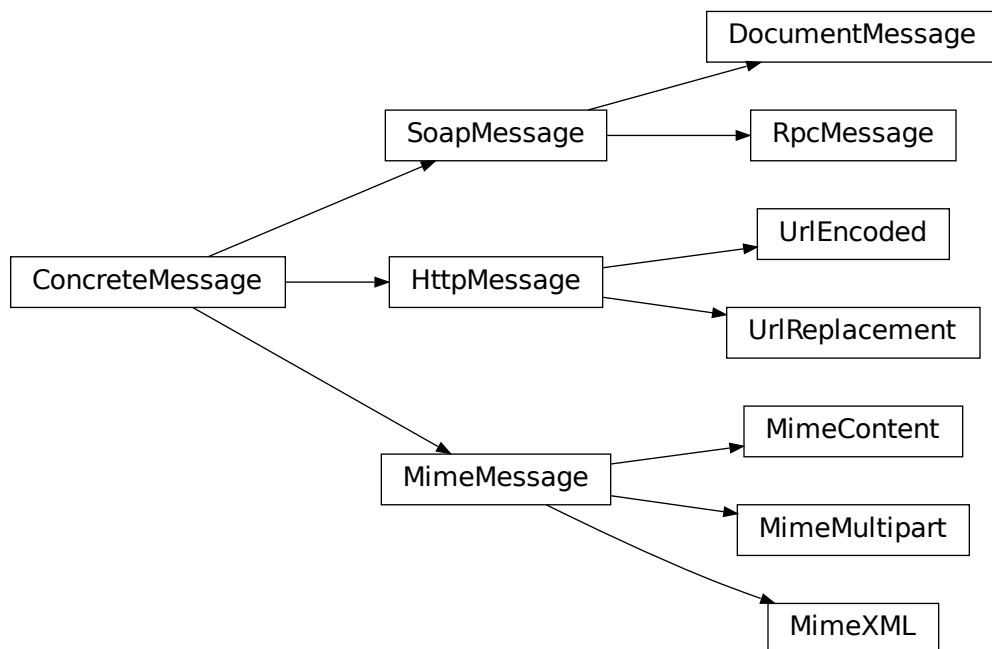 DocumentMessage
SoapMessage
RpcMessage
UrlEncoded
ConcreteMessage
HttpMessage
UrlReplacement
MimeContent
MimeMessage
MimeMultipart
MimeXML